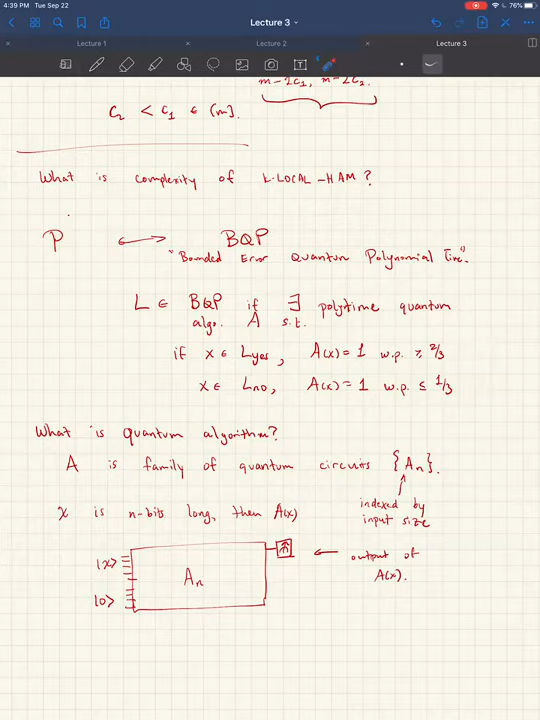 4:39 PM Tue Sep 22
76%
Lecture 3
Lecture 1
Lecture 2
Lecture 3
m-2C₁, m-2C₂
C₂ < C₁ ∈ [m].
What is complexity of K-LOCAL-HAM?
P ↔ BQP
"Bounded Error Quantum Polynomial Time".
L ∈ BQP if ∃ polytime quantum
algo. A s.t.
if x ∈ Lyes, A(x)=1 w.p. ≥ 2/3
x ∈ Lno, A(x)=1 w.p. ≤ 1/3
What is quantum algorithm?
A is family of quantum circuits {An}.
indexed by
input size
x is n-bits long, then A(x)
|x>
|0>
An
← output of
A(x).